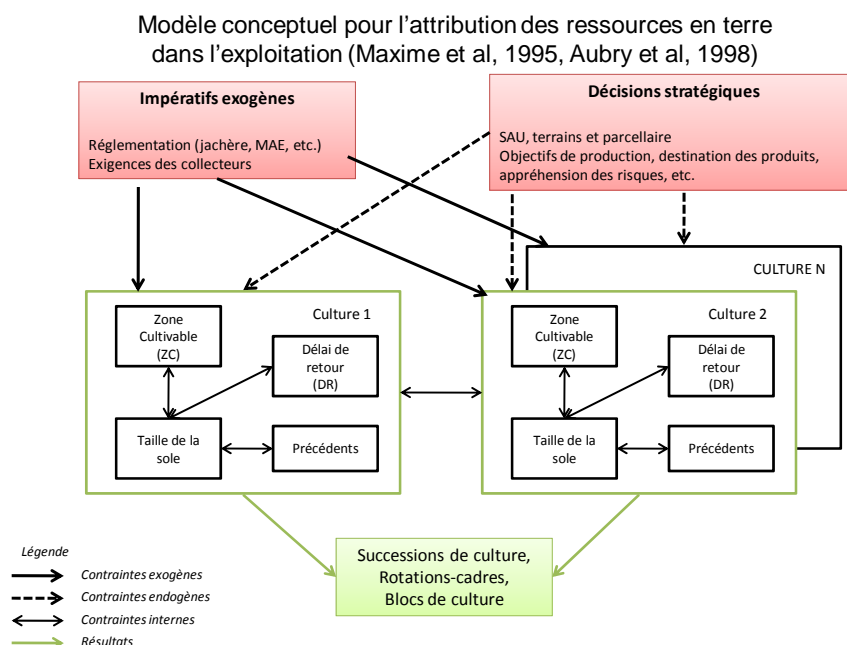 Modèle conceptuel pour l'attribution des ressources en terre
dans l'exploitation (Maxime et al, 1995, Aubry et al, 1998)
Impératifs exogènes
Réglementation (jachère, MAE, etc.)
Exigences des collecteurs
Décisions stratégiques
SAU, terrains et parcellaire
Objectifs de production, destination des produits,
appréhension des risques, etc.
CULTURE N
Culture 1
Zone
Cultivable
(ZC)
Délai de
retour
(DR)
Taille de la
sole
Précédents
Culture 2
Zone
Cultivable
(ZC)
Délai de
retour
(DR)
Taille de la
sole
Précédents
Successions de culture,
Rotations-cadres,
Blocs de culture
Légende
Contraintes exogènes
Contraintes endogènes
Contraintes internes
Résultats